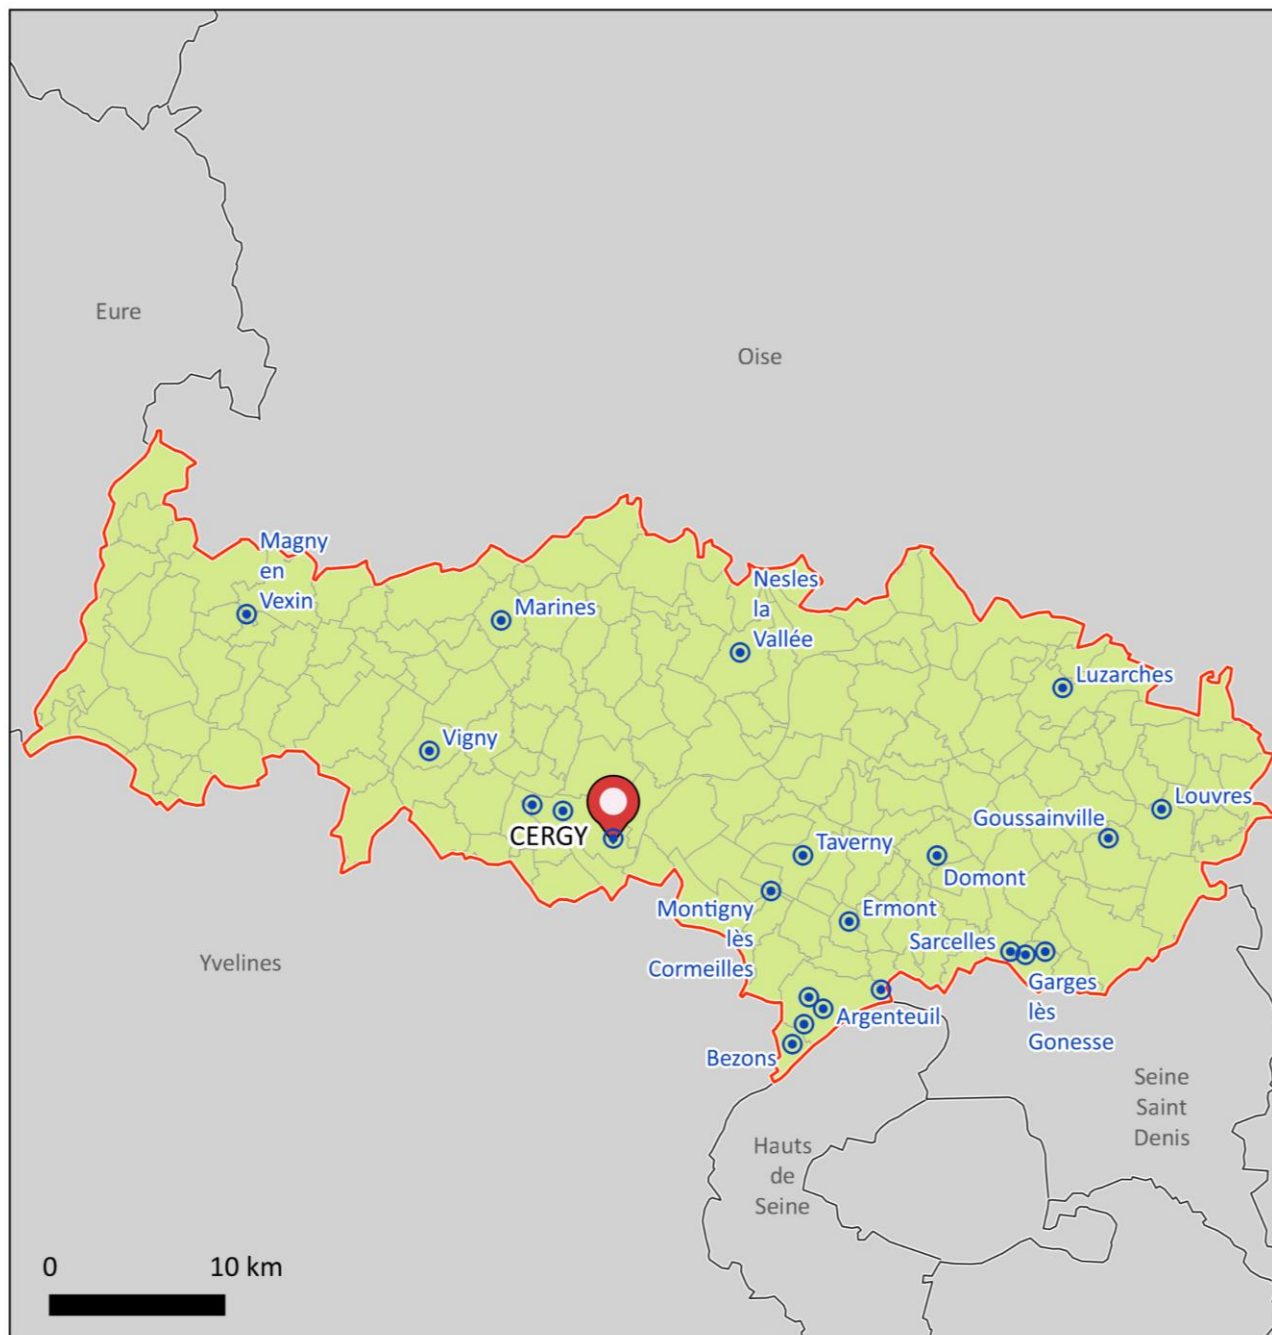 Eure
Oise
Magny
en
Vexin
Marines
Nesles
la
Vallée
Luzarches
Vigny
Louvres
Goussainville
CERGY
Taverny
Domont
Montigny
lès
Cormeilles
Ermont
Sarcelles
Yvelines
Garges
lès
Gonesse
Argenteuil
Bezons
Seine
Saint
Denis
Hauts
de
Seine
0 10 km